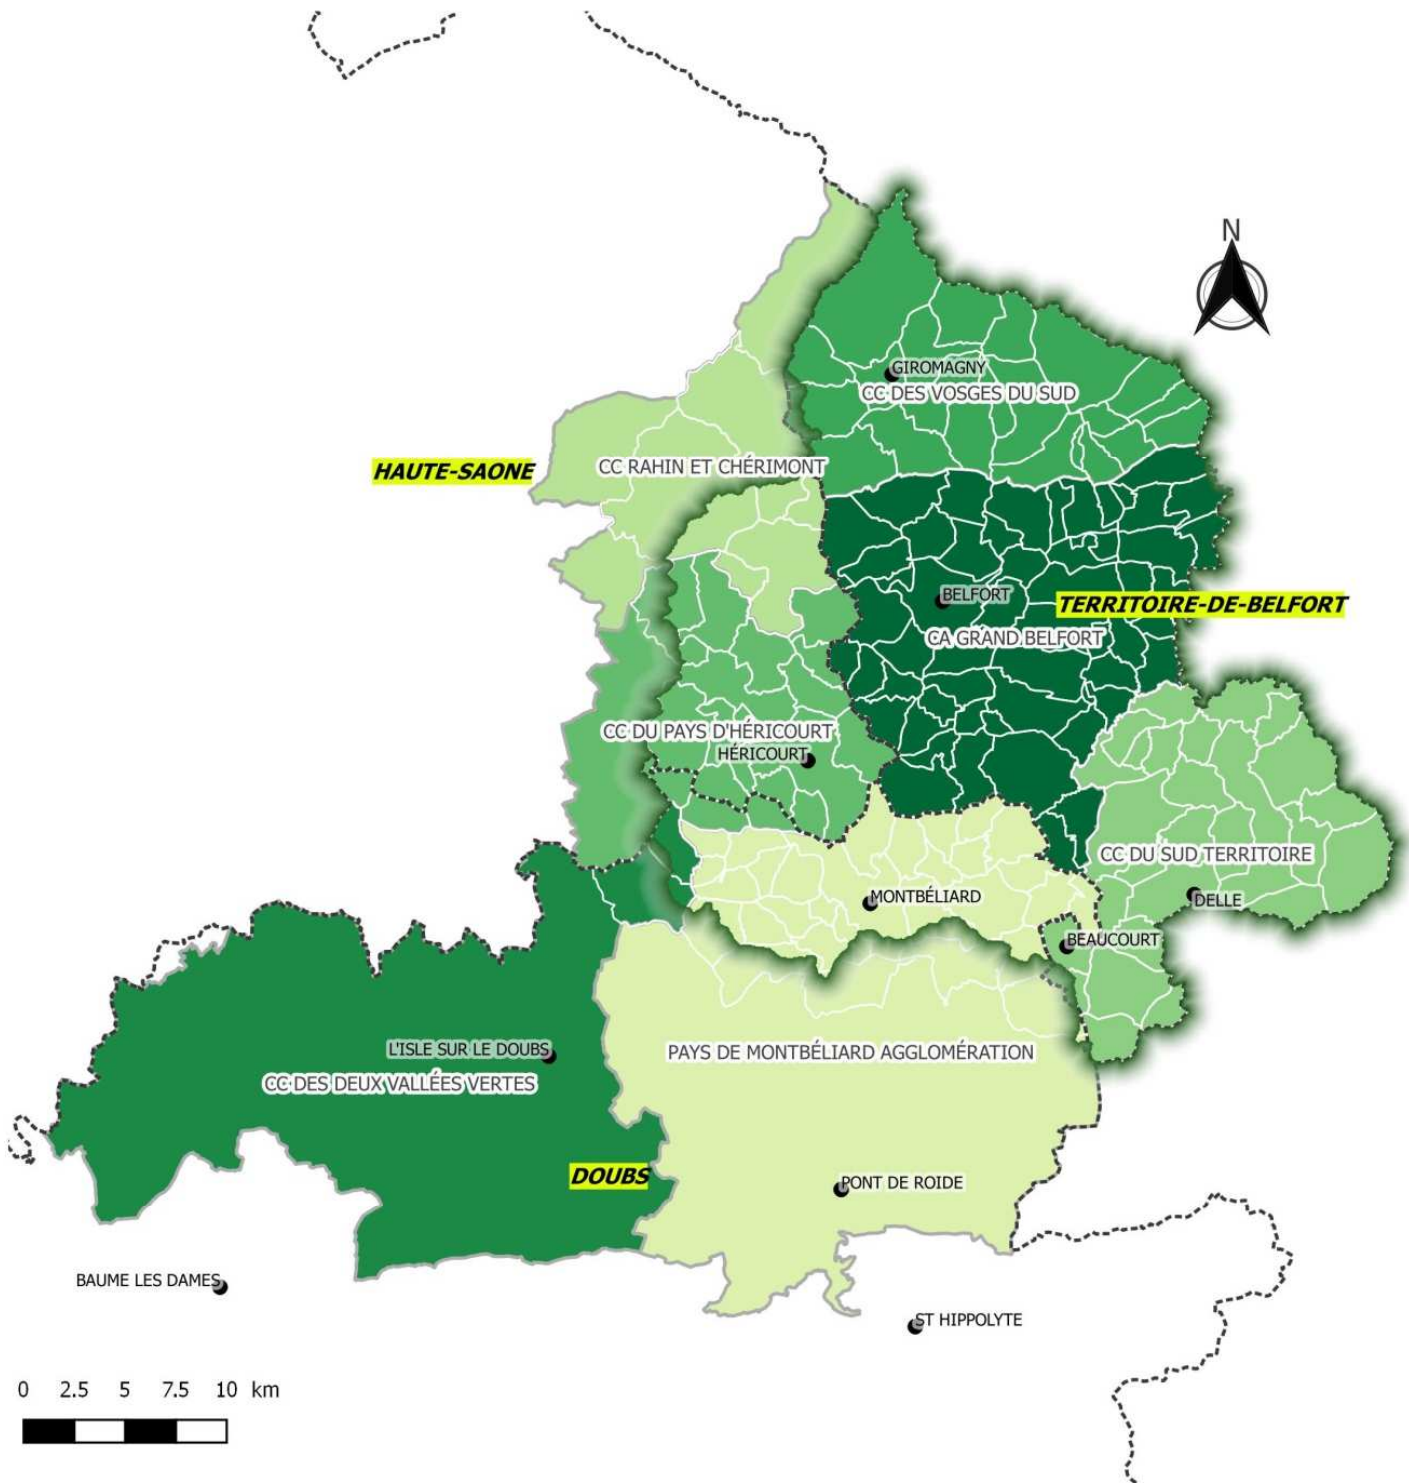 N
GIROMAGNY
CC DES VOSGES DU SUD
HAUTE-SAONE
CC RAHIN ET CHÉRIMONT
BELFORT
TERRITOIRE-DE-BELFORT
CA GRAND BELFORT
CC DU PAYS D'HÉRICOURT
HÉRICOURT
CC DU SUD TERRITOIRE
MONTBÉLIARD
DELLE
BEAUCOURT
L'ISLE SUR LE DOUBS
PAYS DE MONTBÉLIARD AGGLOMÉRATION
CC DES DEUX VALLÉES VERTES
DOUBS
PONT DE ROIDE
BAUME LES DAMES
ST HIPPOLYTE
0 2.5 5 7.5 10 km